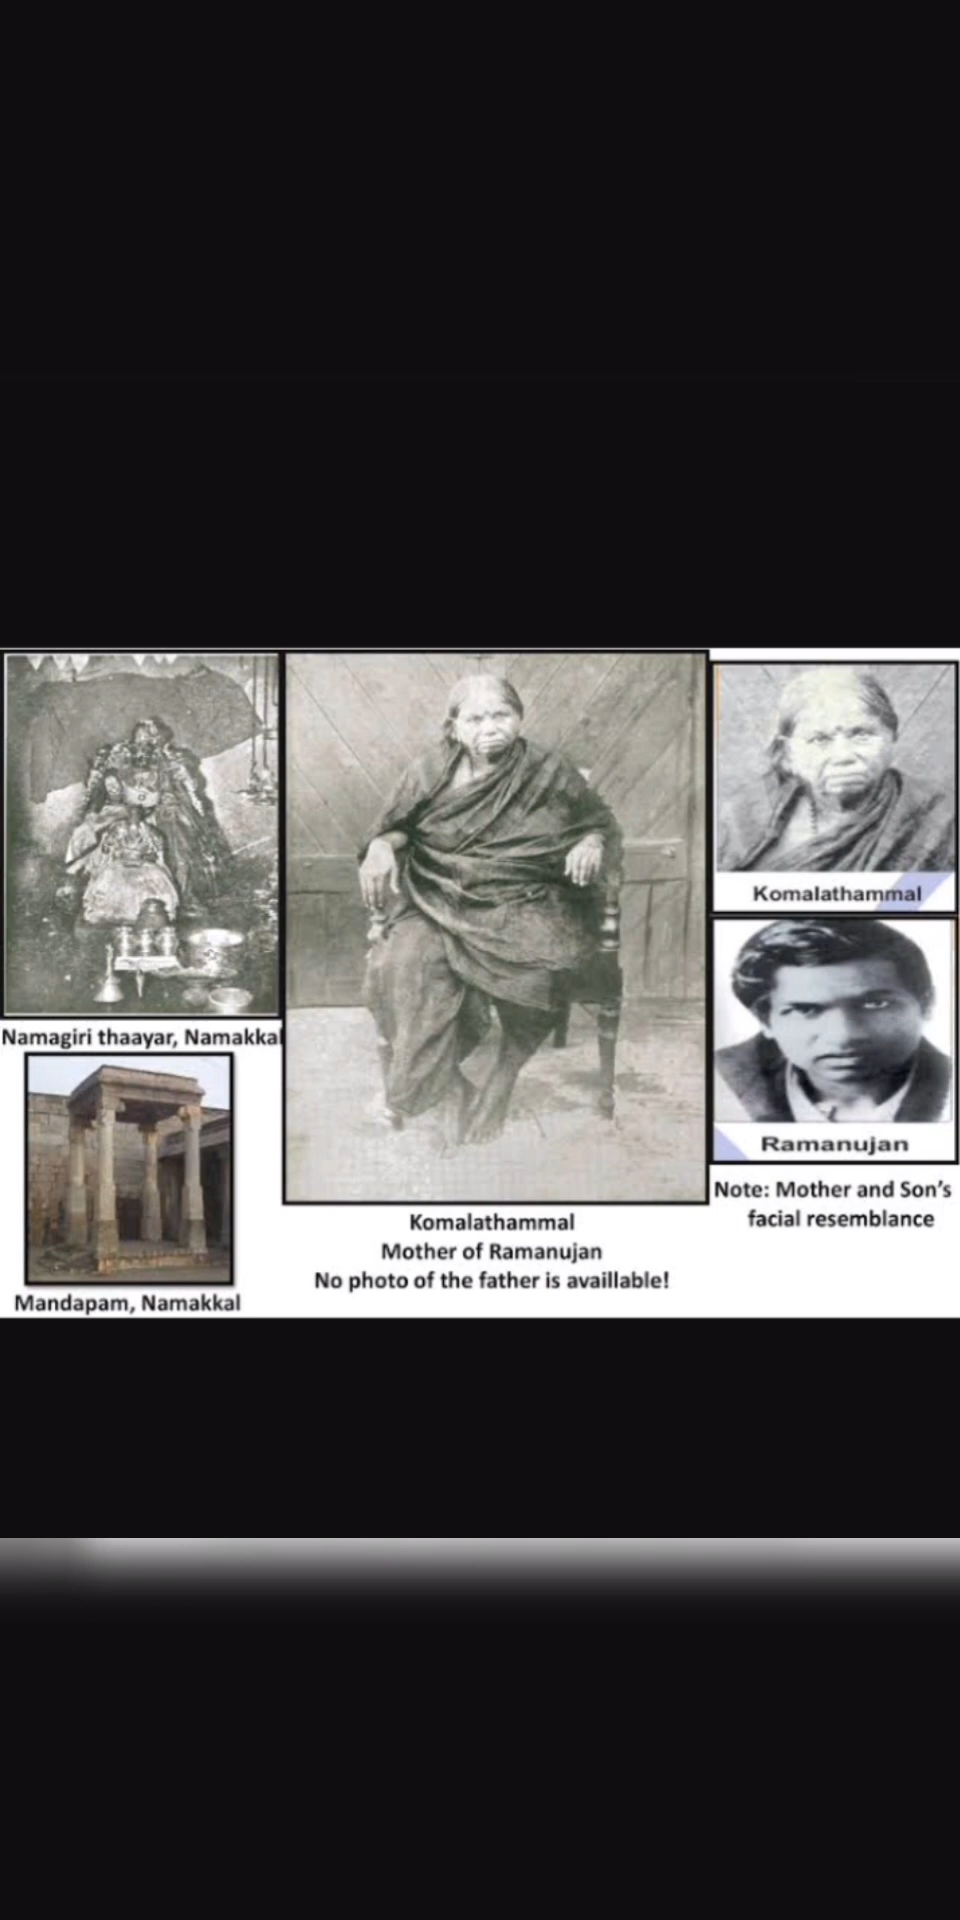 Namagiri thaayar, Namakkal
Mandapam, Namakkal
Komalathammal
Mother of Ramanujan
No photo of the father is availlable!
Komalathammal
Ramanujan
Note: Mother and Son's
facial resemblance